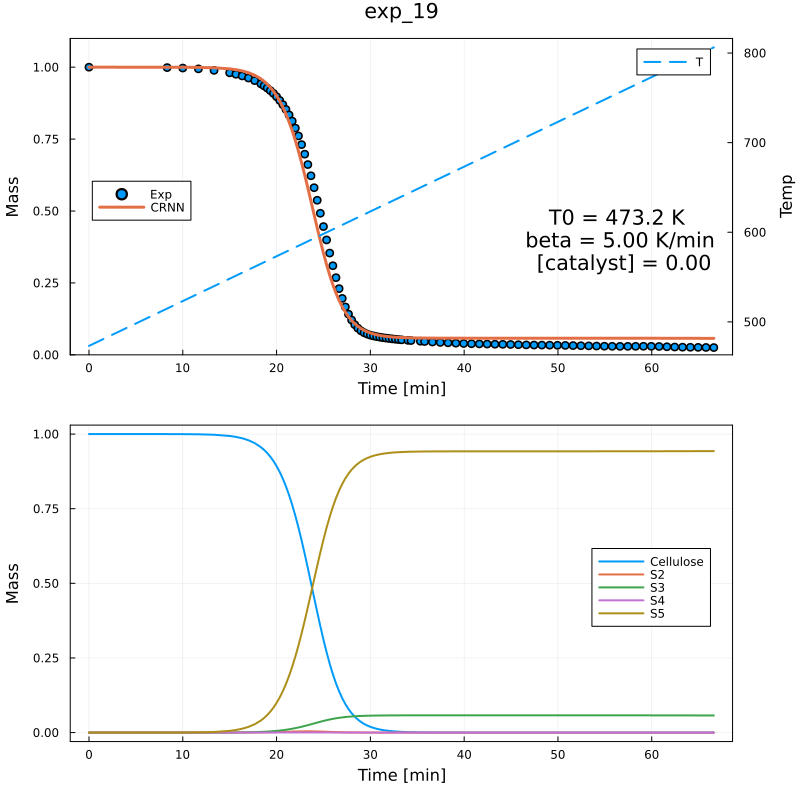 exp_19
1.00
0.75
0.50
0.25
0.00
Mass
800
700
600
500
Temp
T
Exp
CRNN
T0 = 473.2 K
beta = 5.00 K/min
[catalyst] = 0.00
0 10 20 30 40 50 60
Time [min]
1.00
0.75
0.50
0.25
0.00
Mass
Cellulose
S2
S3
S4
S5
0 10 20 30 40 50 60
Time [min]